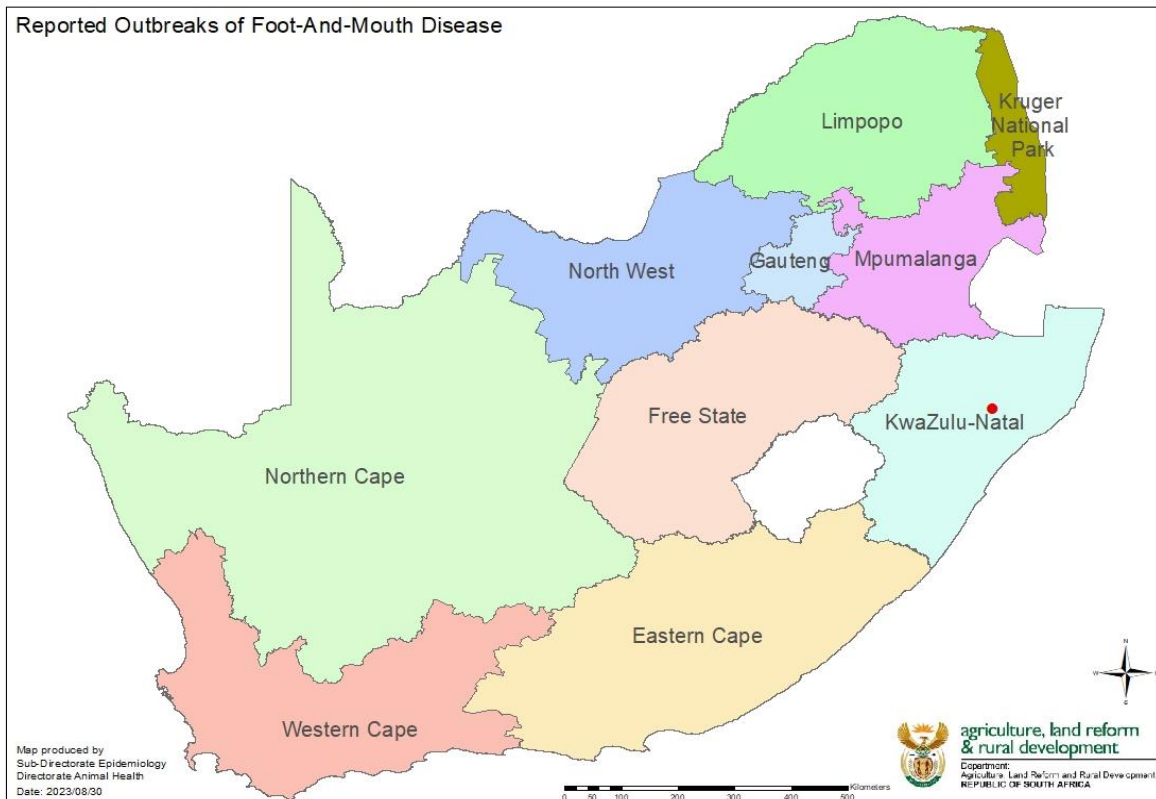 Reported Outbreaks of Foot-And-Mouth Disease
Limpopo
Kruger
National
Park
North West
Gauteng
Mpumalanga
Free State
KwaZulu-Natal
Northern Cape
Eastern Cape
Western Cape
N
W
S
Map produced by
Sub-Directorate Epidemiology
Directorate Animal Health
Date: 2023/08/30
0 50 100 200 300 400 500
Kilometers
agriculture, land reform
& rural development
Department:
Agriculture, Land Reform and Rural Development
REPUBLIC OF SOUTH AFRICA